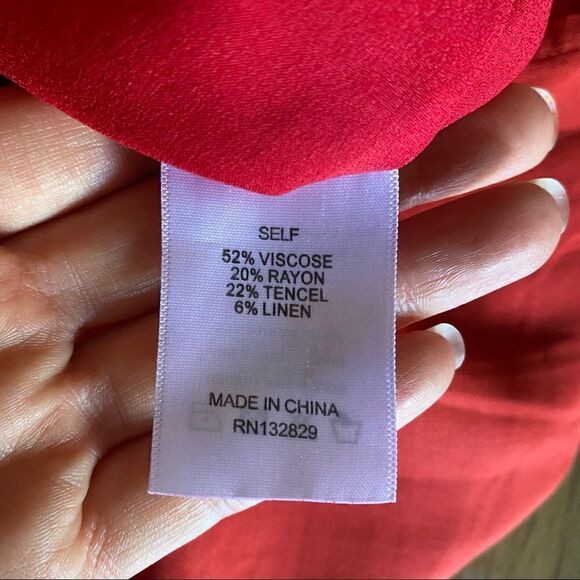 SELF
52% VISCOSE
20% RAYON
22% TENCEL
6% LINEN
MADE IN CHINA
RN132829